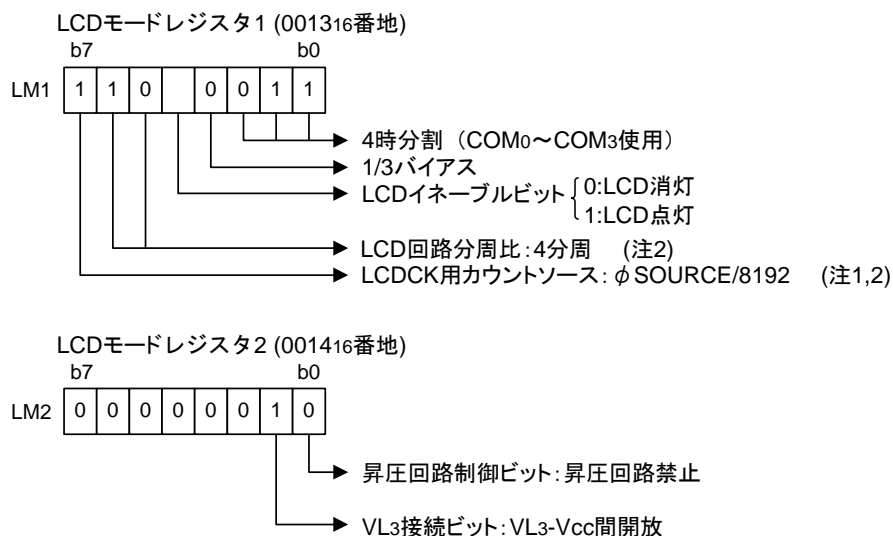 LCDモードレジスタ1 (001316番地)
b7 b0
LM1 1 1 0 0 0 1 1
4時分割 (COM0～COM3使用)
1/3バイアス
LCDイネーブルビット 0:LCD消灯
1:LCD点灯
LCD回路分周比:4分周 (注2)
LCDCK用カウントソース:φSOURCE/8192 (注1,2)
LCDモードレジスタ2 (001416番地)
b7 b0
LM2 0 0 0 0 0 0 1 0
昇圧回路制御ビット:昇圧回路禁止
VL3接続ビット:VL3-Vcc間開放